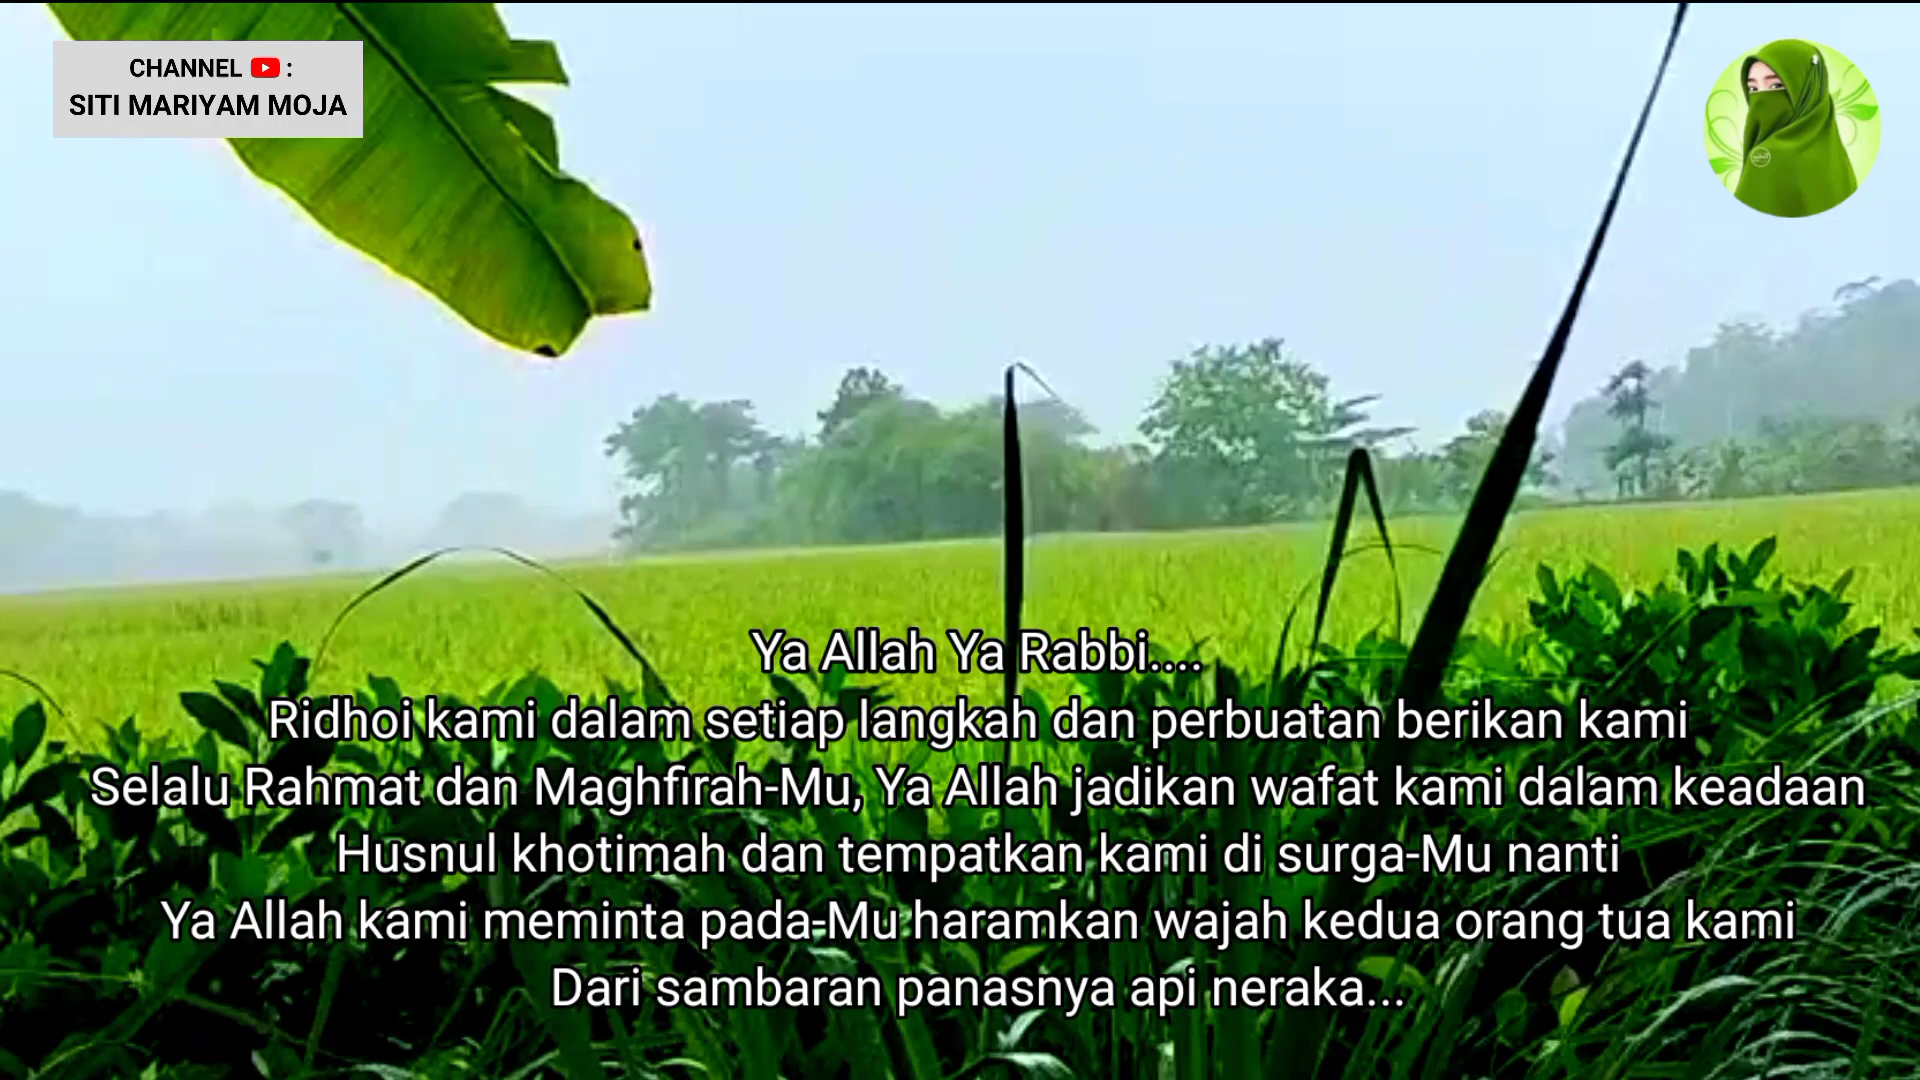 CHANNEL :
SITI MARIYAM MOJA
Ya Allah Ya Rabbi....
Ridhoi kami dalam setiap langkah dan perbuatan berikan kami
Selalu Rahmat dan Maghfirah-Mu, Ya Allah jadikan wafat kami dalam keadaan
Husnul khotimah dan tempatkan kami di surga-Mu nanti
Ya Allah kami meminta pada-Mu haramkan wajah kedua orang tua kami
Dari sambaran panasnya api neraka...